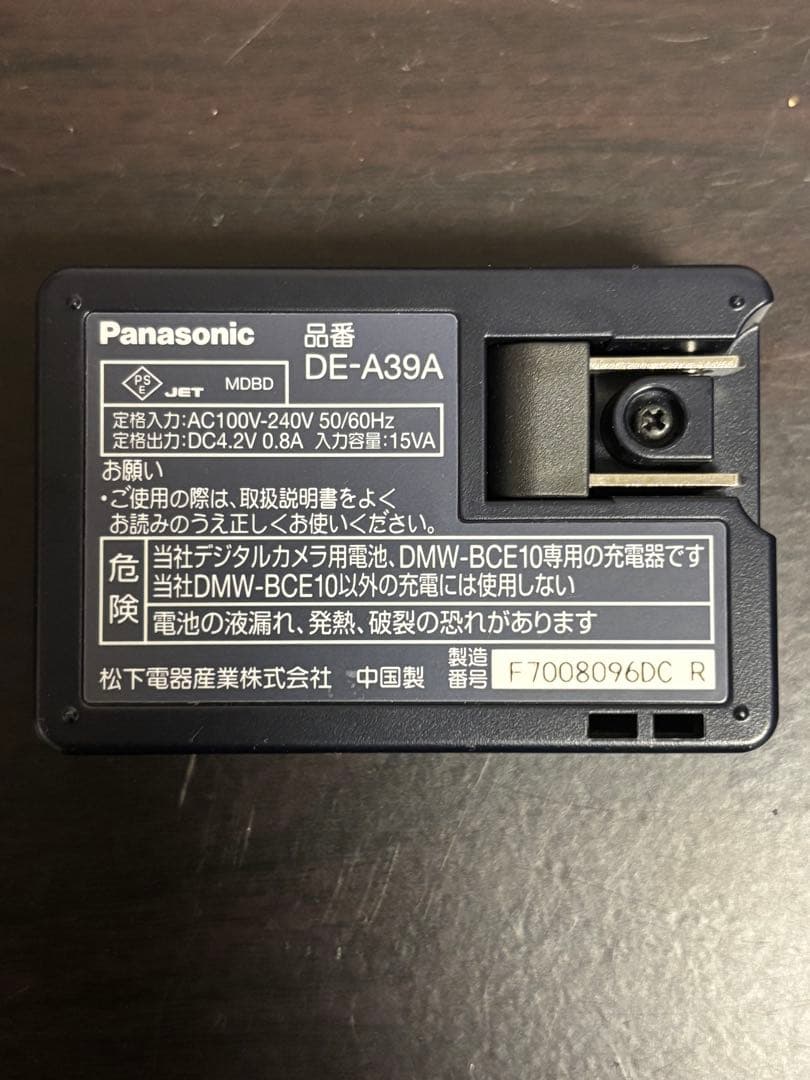 Panasonic
品番
DE-A39A
PS
E
JET
MDBD
定格入力:AC100V-240V 50/60Hz
定格出力:DC4.2V 0.8A 入力容量:15VA
お願い
・ご使用の際は、取扱説明書をよく
お読みのうえ正しくお使いください。
危険
当社デジタルカメラ用電池、DMW-BCE10専用の充電器です
当社DMW-BCE10以外の充電には使用しない
電池の液漏れ、発熱、破裂の恐れがあります
松下電器産業株式会社 中国製
製造
番号
F7008096DC R